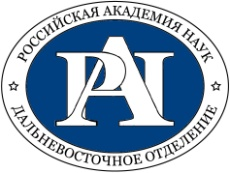 РОССИЙСКАЯ АКАДЕМИЯ НАУК
РАН
ДАЛЬНЕВОСТОЧНОЕ ОТДЕЛЕНИЕ